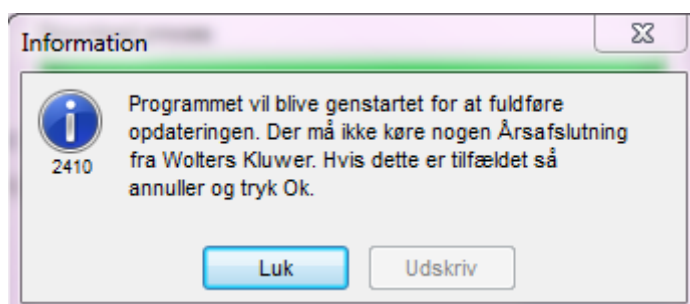 Information
Programmet vil blive genstartet for at fuldføre
opdateringen. Der må ikke køre nogen Årsafslutning
fra Wolters Kluwer. Hvis dette er tilfældet så
annuller og tryk Ok.
2410
Luk
Udskriv